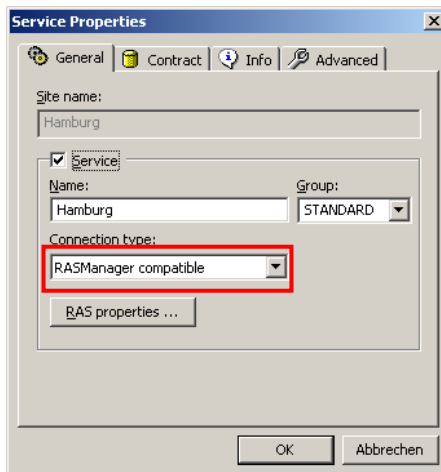 Service Properties
General Contract Info Advanced
Site name:
Hamburg
Service
Name: Group:
Hamburg STANDARD
Connection type:
RASManager compatible
RAS properties ...
OK Abbrechen